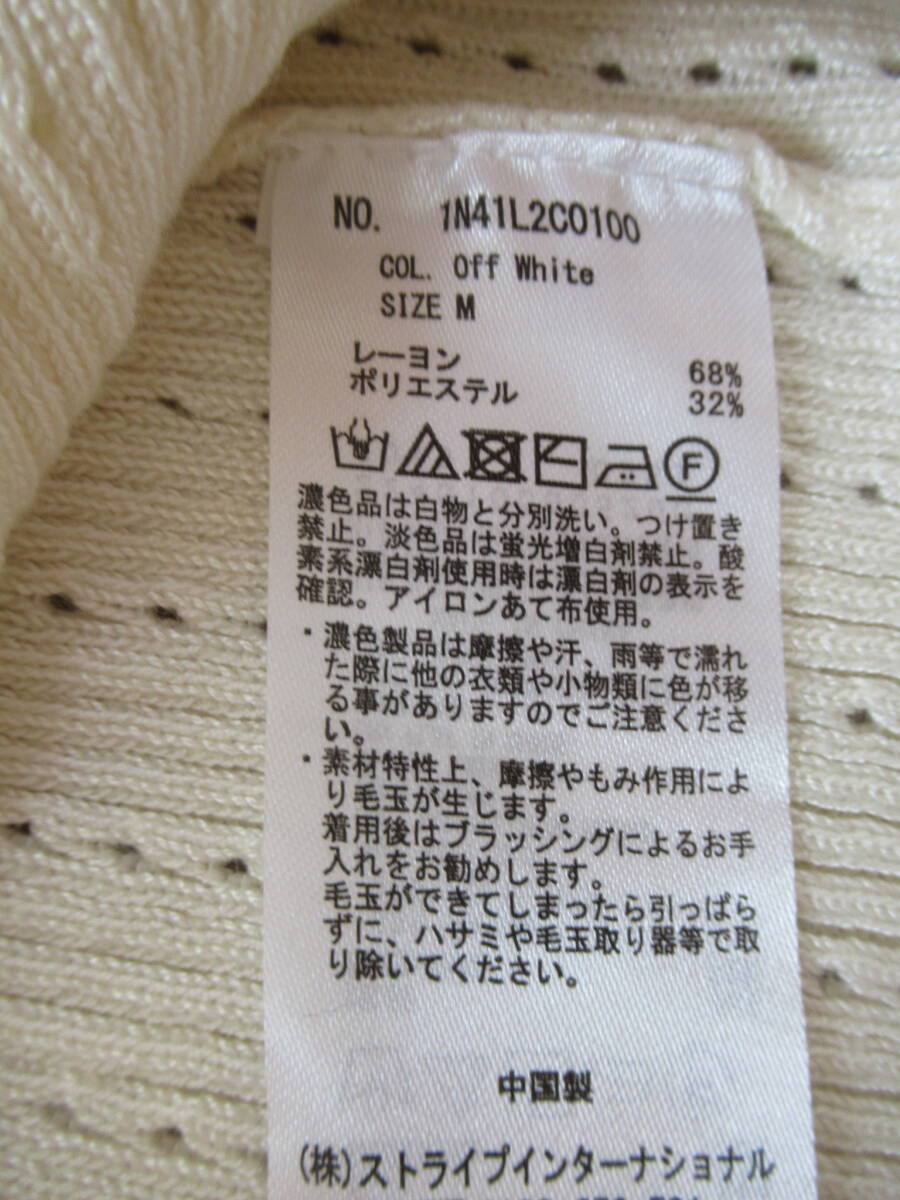 NO. 1N41L2C0100
COL. Off White
SIZE M
レーヨン 68%
ポリエステル 32%
F
濃色品は白物と分別洗い。つけ置き
禁止。淡色品は蛍光増白剤禁止。酸
素系漂白剤使用時は漂白剤の表示を
確認。アイロンあて布使用。
・濃色製品は摩擦や汗、雨等で濡れ
た際に他の衣類や小物類に色が移
る事がありますのでご注意くださ
い。
・素材特性上、摩擦やもみ作用によ
り毛玉が生じます。
着用後はブラッシングによるお手
入れをお勧めします。
毛玉ができてしまったら引っぱら
ずに、ハサミや毛玉取り器等で取
り除いてください。
中国製
(株)ストライプインターナショナル